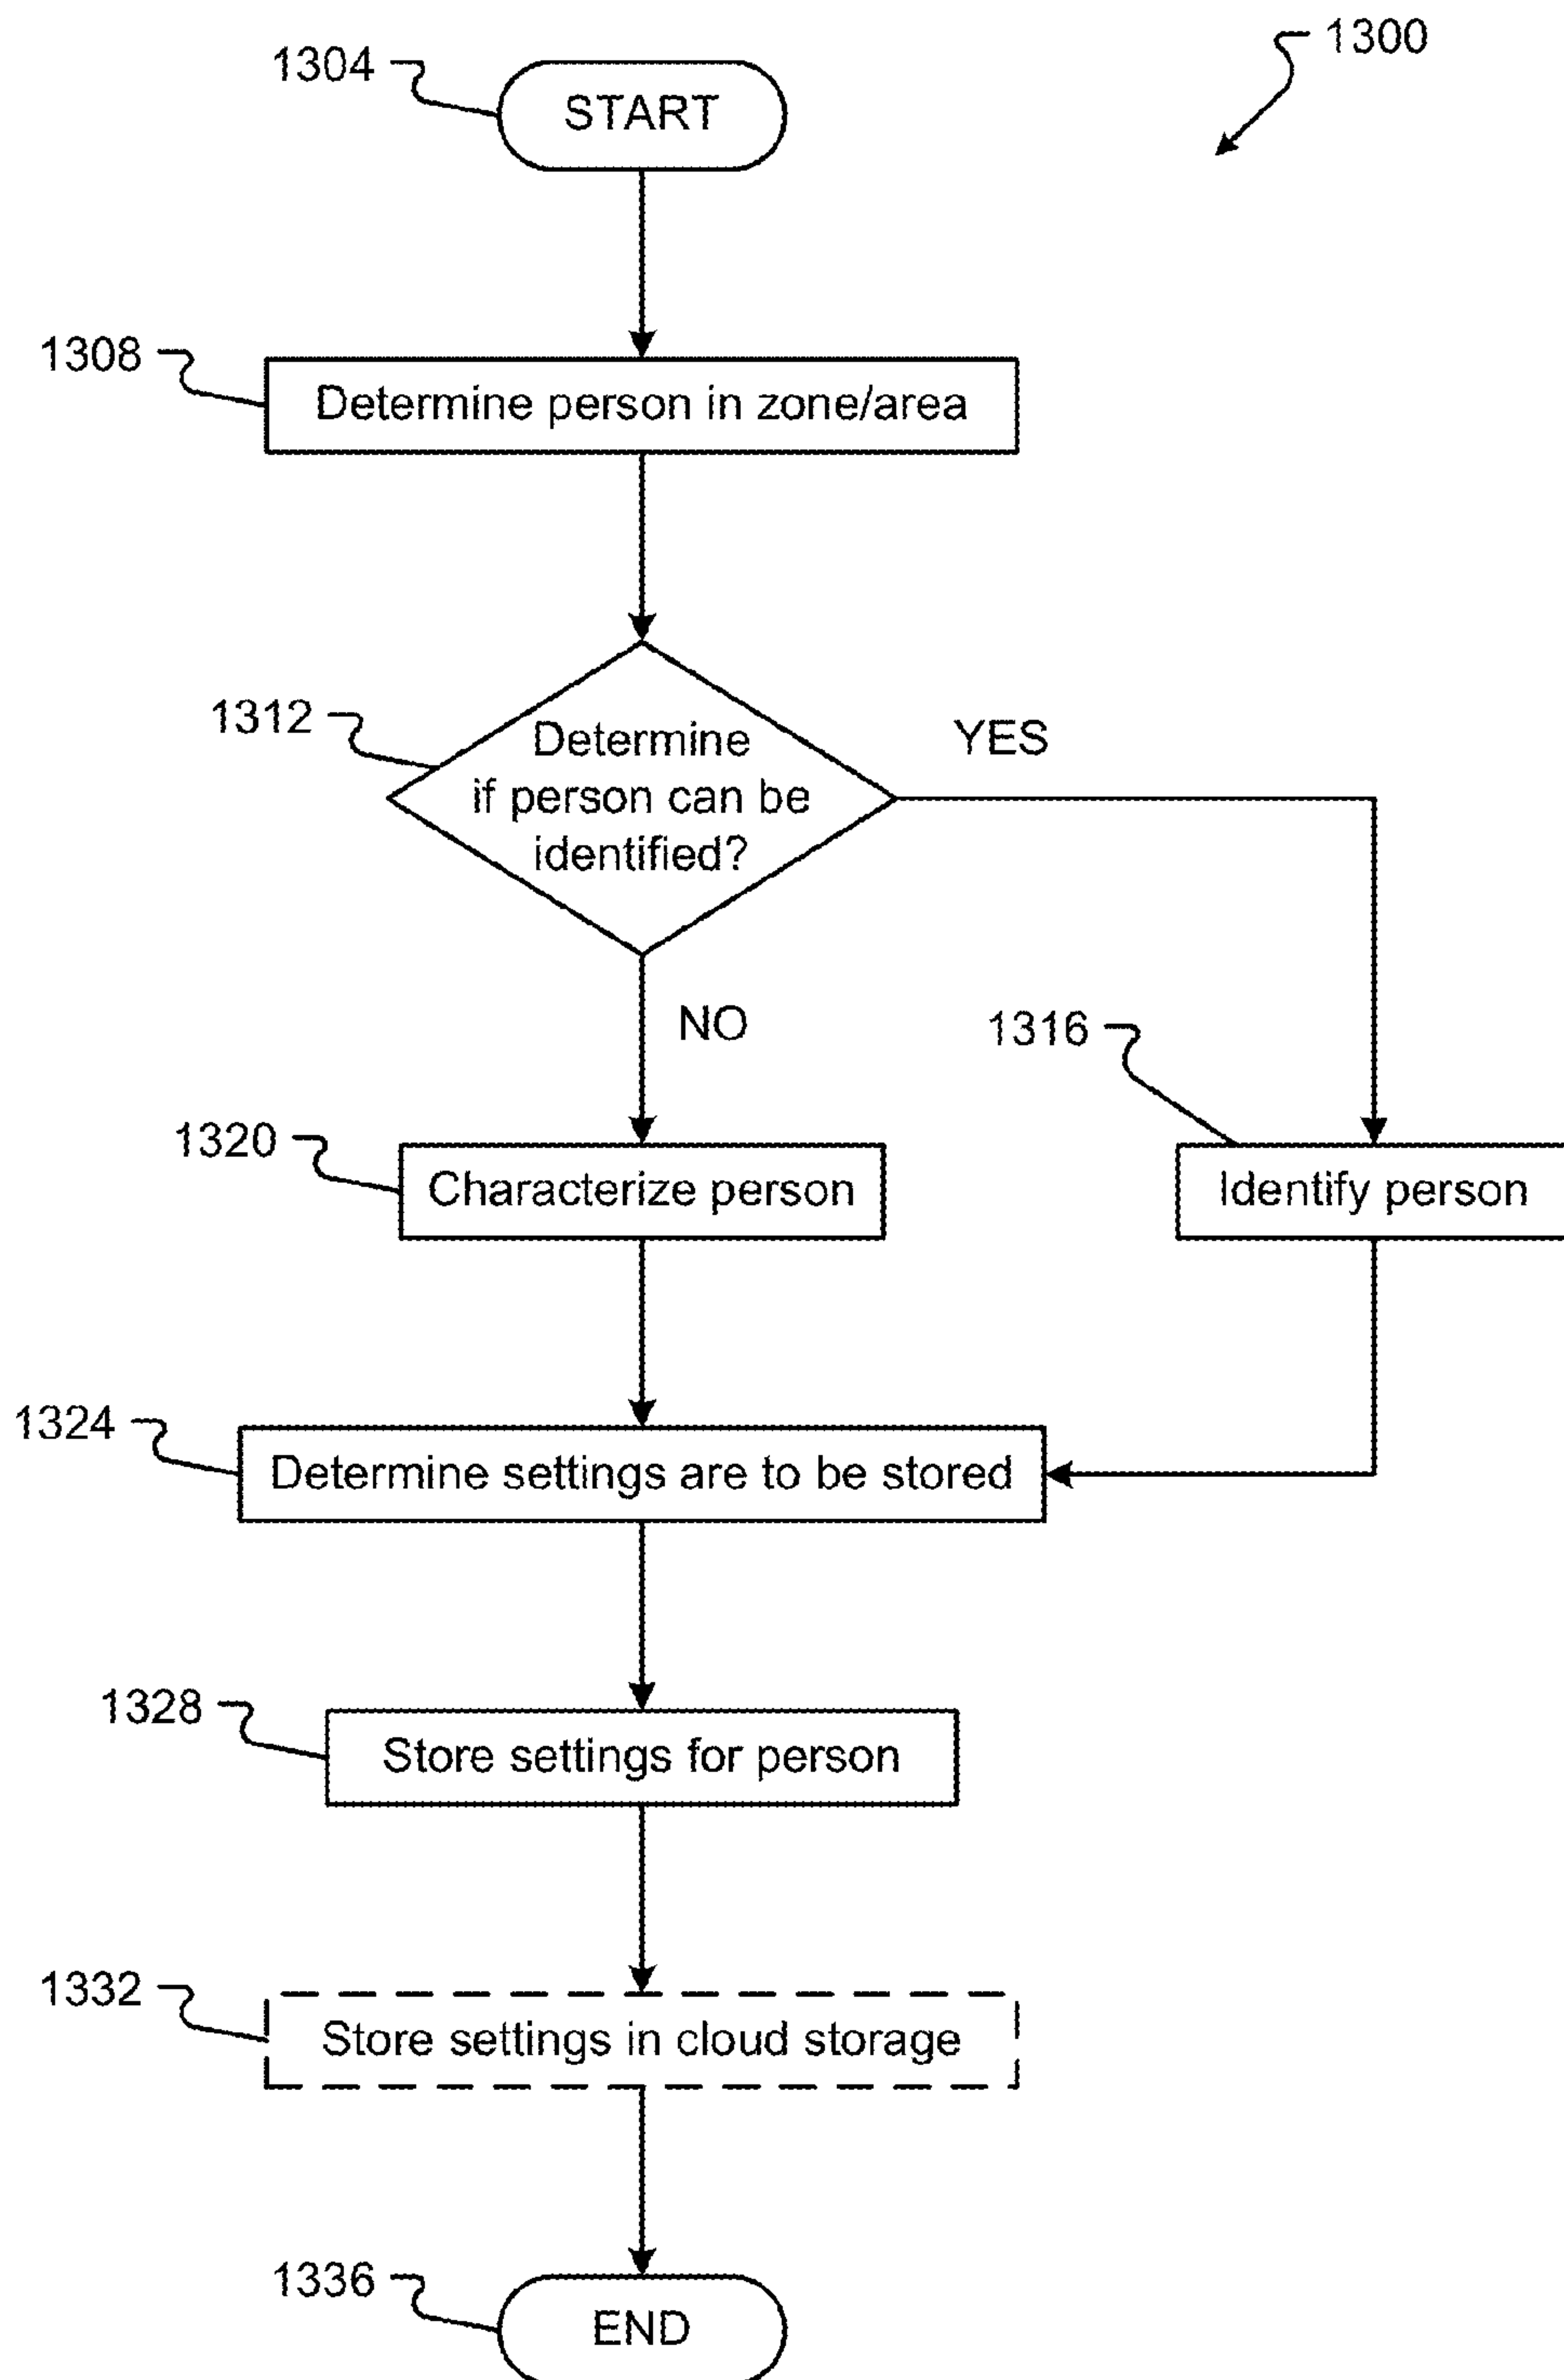 1300
1304
START
1308
Determine person in zone/area
1312
Determine
if person can be
identified?
YES
NO
1316
1320
Characterize person
Identify person
1324
Determine settings are to be stored
1328
Store settings for person
1332
Store settings in cloud storage
1336
END